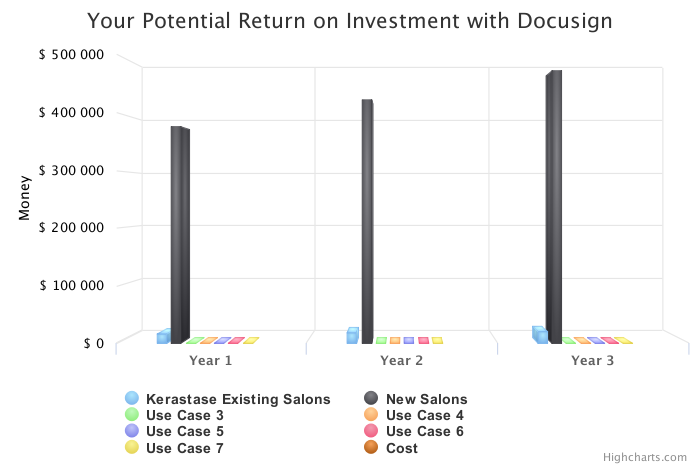 Your Potential Return on Investment with Docusign
$ 500 000
$ 400 000
$ 300 000
$ 200 000
$ 100 000
$ 0
Money
Year 1
Year 2
Year 3
Kerastase Existing Salons
New Salons
Use Case 3
Use Case 4
Use Case 5
Use Case 6
Use Case 7
Cost
Highcharts.com